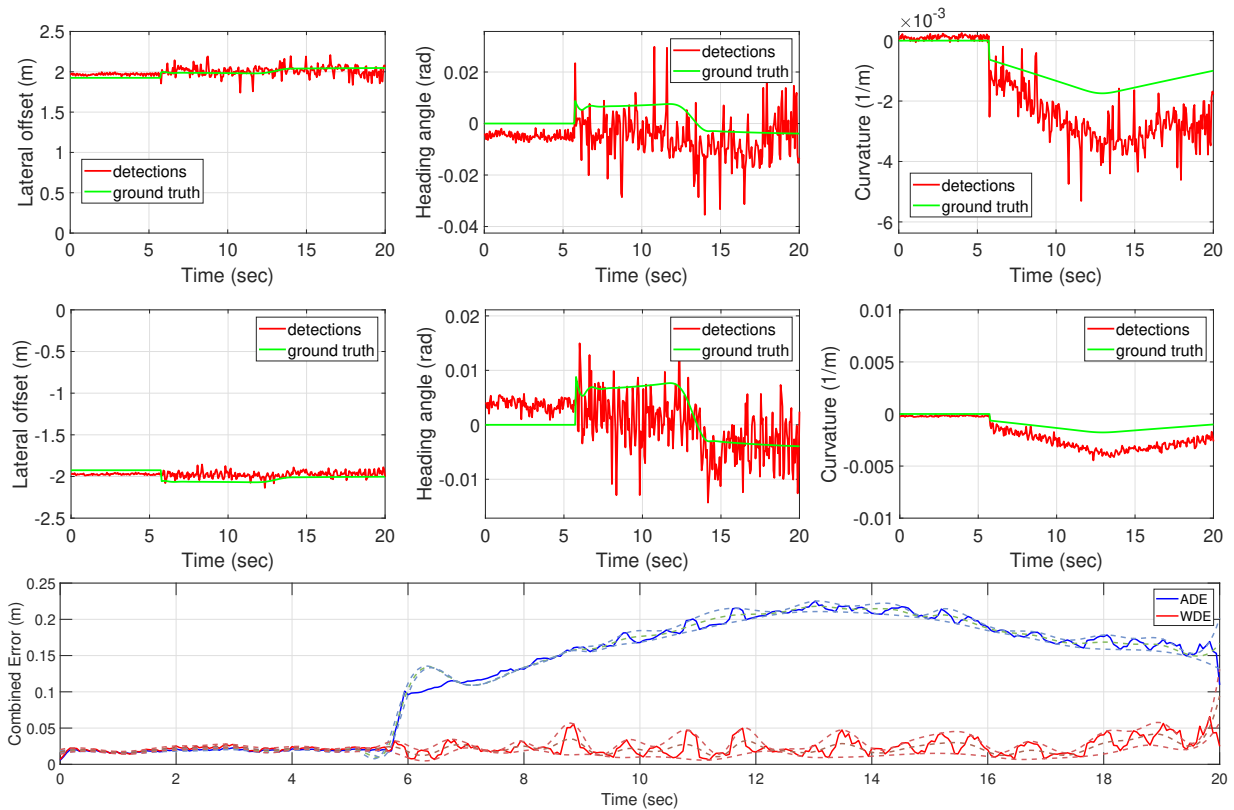 2.5
2
1.5
1
0.5
0
Lateral offset (m)
detections
ground truth
0 5 10 15 20
Time (sec)
0.02
0
-0.02
-0.04
Heading angle (rad)
detections
ground truth
0 5 10 15 20
Time (sec)
×10-3
0
-2
-4
-6
Curvature (1/m)
detections
ground truth
0 5 10 15 20
Time (sec)
0
-0.5
-1
-1.5
-2
-2.5
Lateral offset (m)
detections
ground truth
0 5 10 15 20
Time (sec)
0.02
0.01
0
-0.01
Heading angle (rad)
detections
ground truth
0 5 10 15 20
Time (sec)
0.01
0.005
0
-0.005
-0.01
Curvature (1/m)
detections
ground truth
0 5 10 15 20
Time (sec)
0.25
0.2
0.15
0.1
0.05
0
Combined Error (m)
ADE
WDE
0 2 4 6 8 10 12 14 16 18 20
Time (sec)